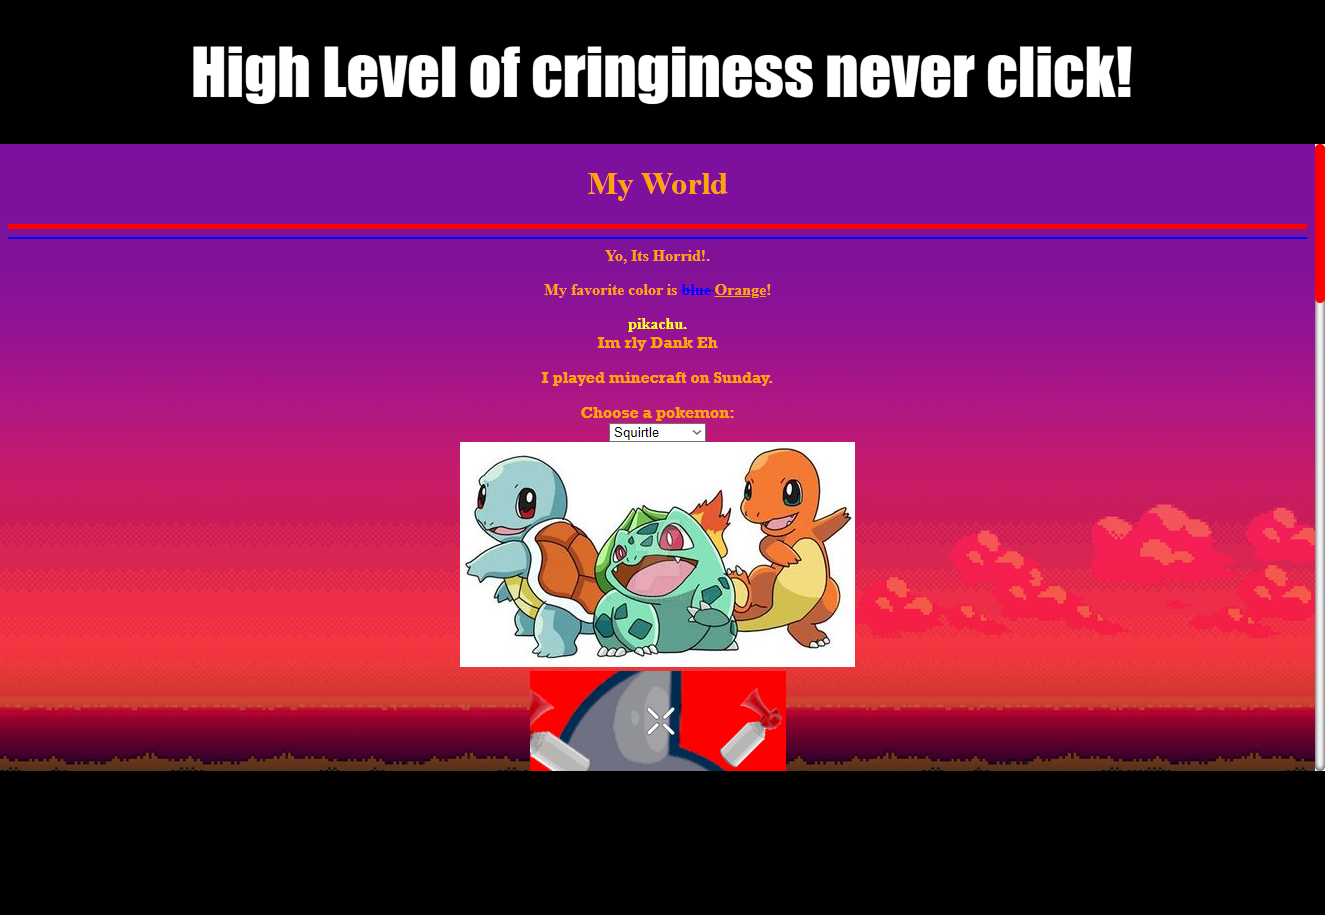 High Level of cringiness never click!
My World
Yo, Its Horrid!.
My favorite color is blue Orange!
pikachu.
Im rly Dank Eh
I played minecraft on Sunday.
Choose a pokemon:
Squirtle